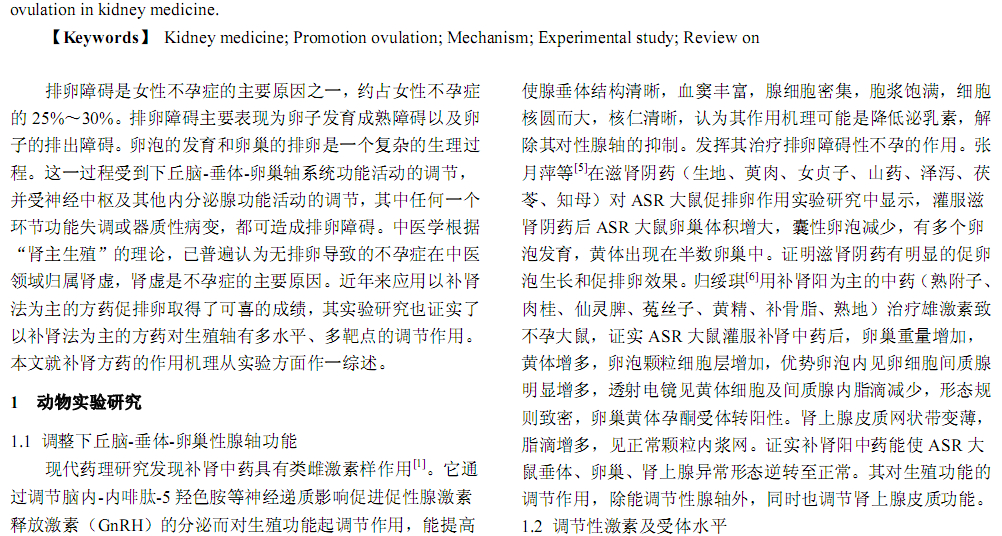 ovulation in kidney medicine.
【Keywords】 Kidney medicine; Promotion ovulation; Mechanism; Experimental study; Review on
排卵障碍是女性不孕症的主要原因之一，约占女性不孕症
的 25%～30%。排卵障碍主要表现为卵子发育成熟障碍以及卵
子的排出障碍。卵泡的发育和卵巢的排卵是一个复杂的生理过
程。这一过程受到下丘脑-垂体-卵巢轴系统功能活动的调节，
并受神经中枢及其他内分泌腺功能活动的调节，其中任何一个
环节功能失调或器质性病变，都可造成排卵障碍。中医学根据
“肾主生殖”的理论，已普遍认为无排卵导致的不孕症在中医
领域归属肾虚，肾虚是不孕症的主要原因。近年来应用以补肾
法为主的方药促排卵取得了可喜的成绩，其实验研究也证实了
以补肾法为主的方药对生殖轴有多水平、多靶点的调节作用。
本文就补肾方药的作用机理从实验方面作一综述。
1 动物实验研究
1.1 调整下丘脑-垂体-卵巢性腺轴功能
现代药理研究发现补肾中药具有类雌激素样作用[1]。它通
过调节脑内-内啡肽-5 羟色胺等神经递质影响促进促性腺激素
释放激素（GnRH）的分泌而对生殖功能起调节作用，能提高
使腺垂体结构清晰，血窦丰富，腺细胞密集，胞浆饱满，细胞
核圆而大，核仁清晰，认为其作用机理可能是降低泌乳素，解
除其对性腺轴的抑制。发挥其治疗排卵障碍性不孕的作用。张
月萍等[5]在滋肾阴药（生地、萸肉、女贞子、山药、泽泻、茯
苓、知母）对 ASR 大鼠促排卵作用实验研究中显示，灌服滋
肾阴药后 ASR 大鼠卵巢体积增大，囊性卵泡减少，有多个卵
泡发育，黄体出现在半数卵巢中。证明滋肾阴药有明显的促卵
泡生长和促排卵效果。归绥琪[6]用补肾阳为主的中药（熟附子、
肉桂、仙灵脾、菟丝子、黄精、补骨脂、熟地）治疗雄激素致
不孕大鼠，证实 ASR 大鼠灌服补肾中药后，卵巢重量增加，
黄体增多，卵泡颗粒细胞层增加，优势卵泡内见卵细胞间质腺
明显增多，透射电镜见黄体细胞及间质腺内脂滴减少，形态规
则致密，卵巢黄体孕酮受体转阳性。肾上腺皮质网状带变薄，
脂滴增多，见正常颗粒内浆网。证实补肾阳中药能使 ASR 大
鼠垂体、卵巢、肾上腺异常形态逆转至正常。其对生殖功能的
调节作用，除能调节性腺轴外，同时也调节肾上腺皮质功能。
1.2 调节性激素及受体水平